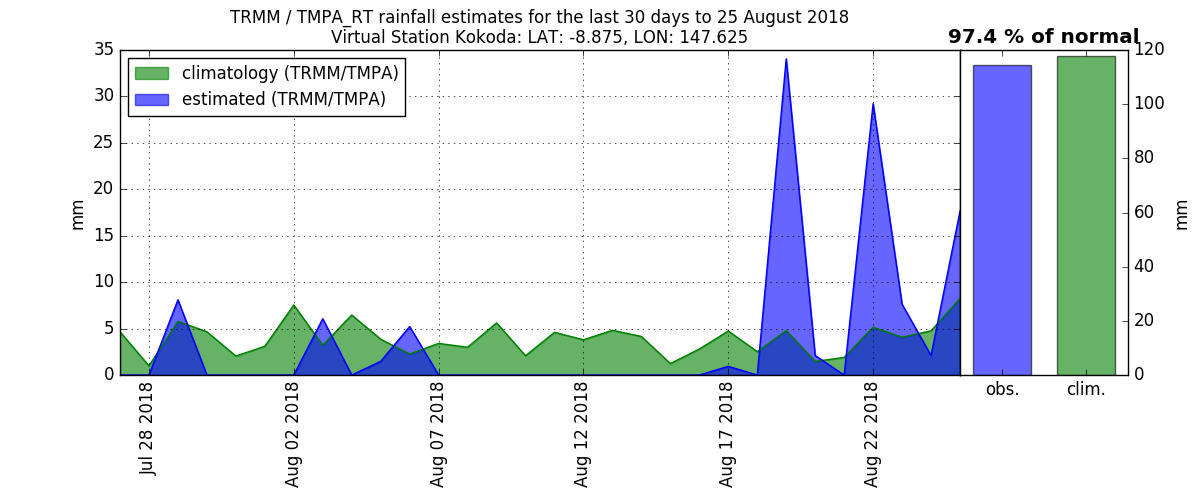 TRMM / TMPA_RT rainfall estimates for the last 30 days to 25 August 2018
Virtual Station Kokoda: LAT: -8.875, LON: 147.625
97.4 % of normal
climatology (TRMM/TMPA)
estimated (TRMM/TMPA)
35
30
25
20
15
10
5
0
mm
Jul 28 2018
Aug 02 2018
Aug 07 2018
Aug 12 2018
Aug 17 2018
Aug 22 2018
obs.
clim.
120
100
80
60
40
20
0
mm